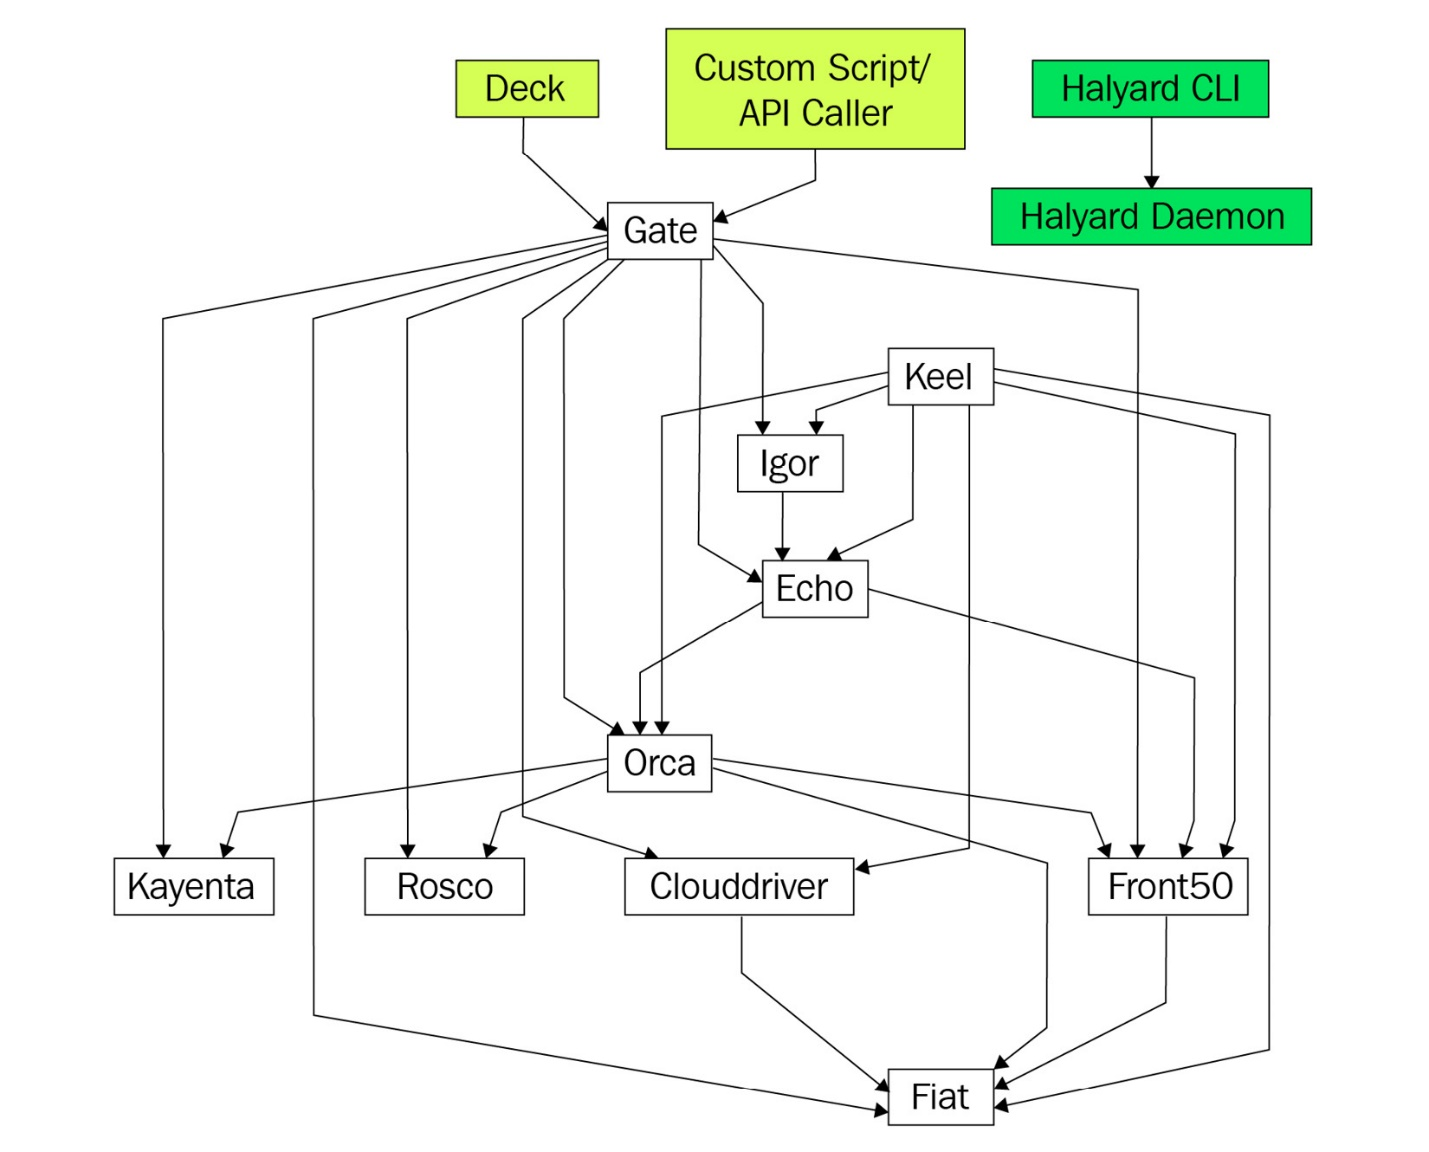 Deck
Custom Script/
API Caller
Halyard CLI
Halyard Daemon
Gate
Keel
Igor
Echo
Orca
Kayenta
Rosco
Clouddriver
Front50
Fiat